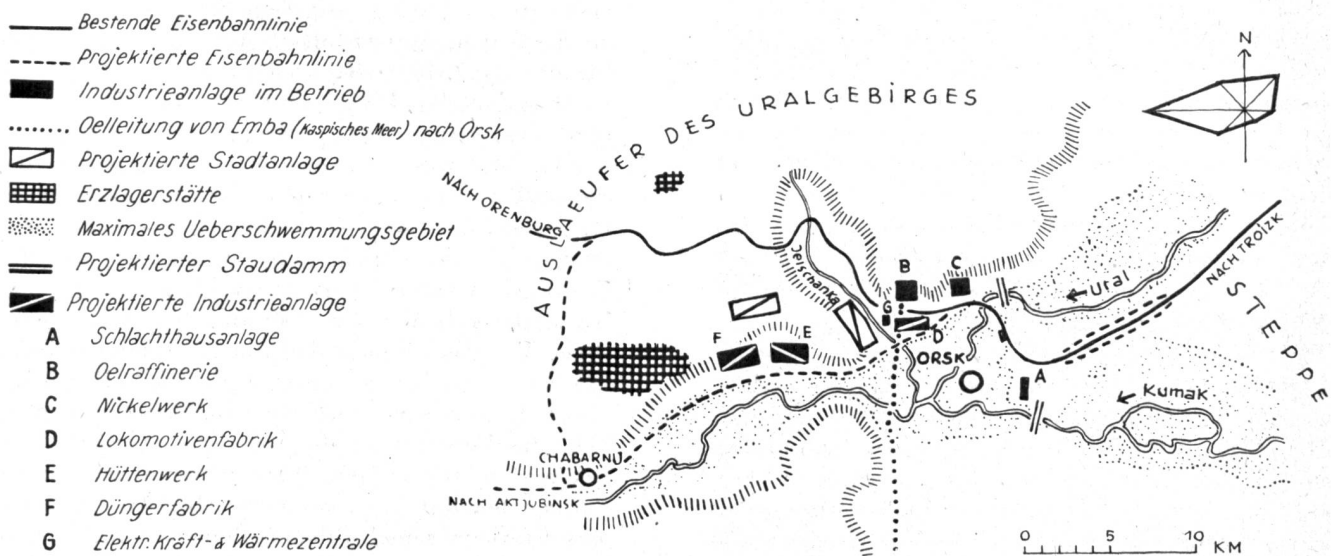 Bestende Eisenbahnlinie
Projektierte Eisenbahnlinie
Industrieanlage im Betrieb
Oelleitung von Emba (Kaspisches Meer) nach Orsk
Projektierte Stadtanlage
Erzlagerstätte
Maximales Ueberschwemmungsgebiet
Projektierter Staudamm
Projektierte Industrieanlage
A Schlachthausanlage
B Oelraffinerie
C Nickelwerk
D Lokomotivenfabrik
E Hüttenwerk
F Düngerfabrik
G Elektr. Kraft- & Wärmezentrale
AUSLAEUFER DES URALGEBIRGES
N
NACH ORENBURG
Jelschanka
B
C
G
Ural
NACH TROIZK
STEPPE
F
E
D
ORSK
A
Kumak
CHABARNU
NACH AKTJUBINSK
0 5 10
KM